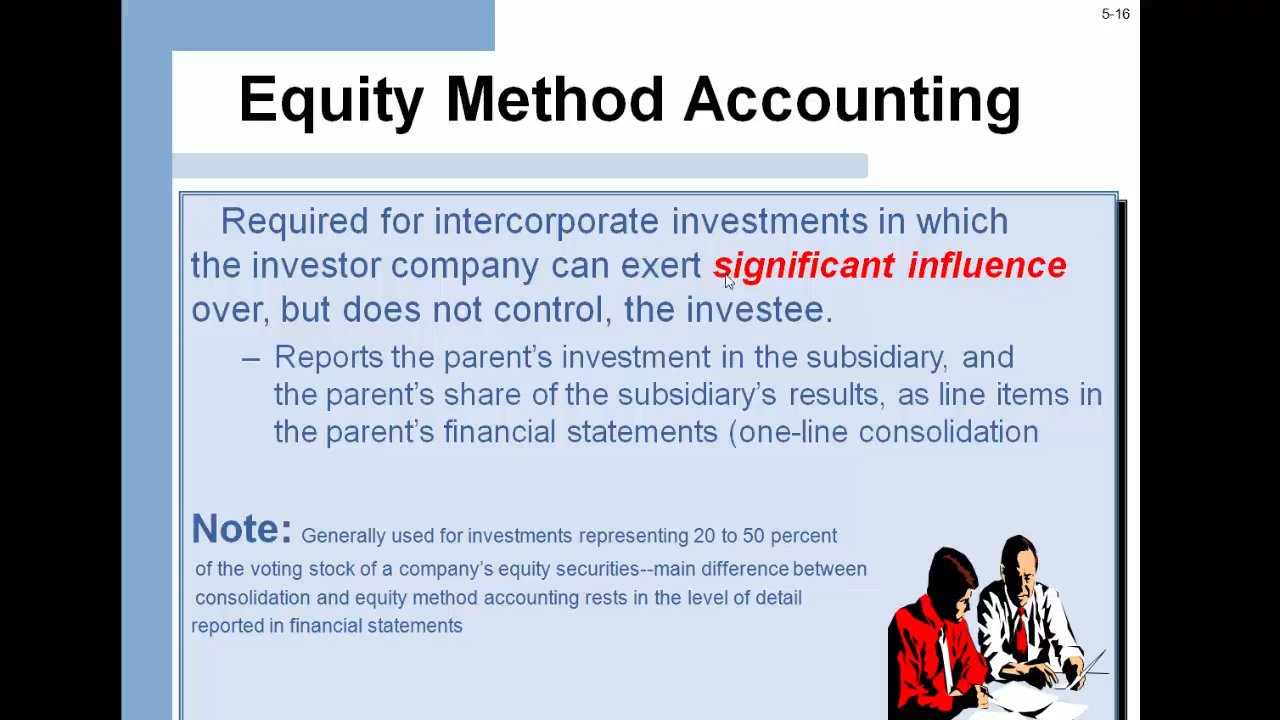 5-16
Equity Method Accounting
Required for intercorporate investments in which
the investor company can exert significant influence
over, but does not control, the investee.
– Reports the parent’s investment in the subsidiary, and
the parent’s share of the subsidiary’s results, as line items in
the parent’s financial statements (one-line consolidation
Note: Generally used for investments representing 20 to 50 percent
of the voting stock of a company’s equity securities--main difference between
consolidation and equity method accounting rests in the level of detail
reported in financial statements